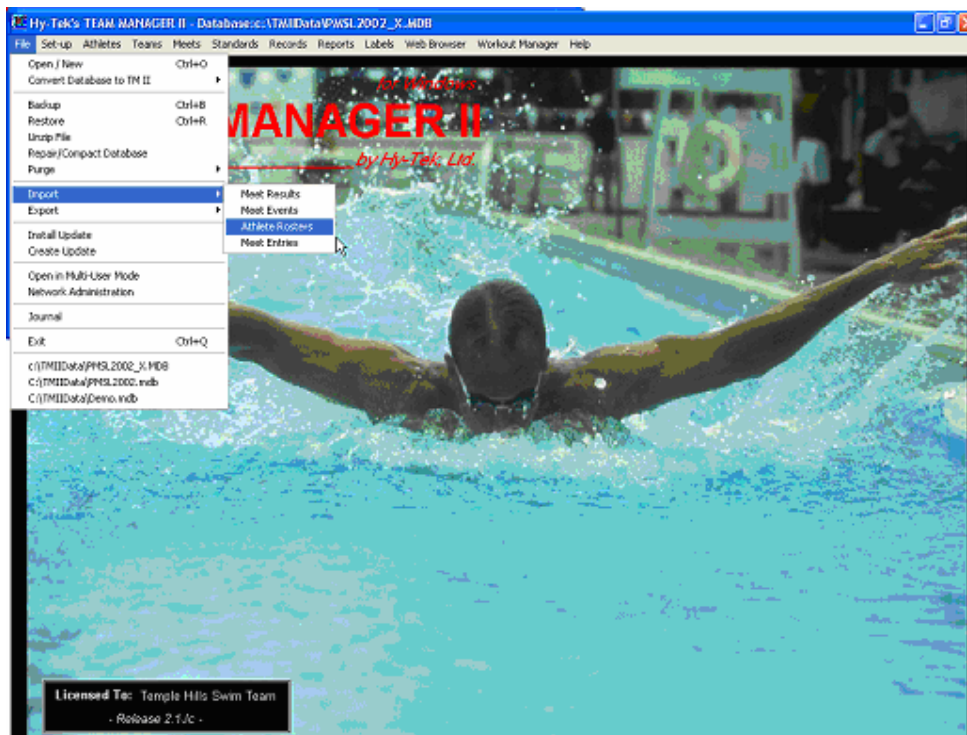 Hy-Tek's TEAM MANAGER II - Database:c:\TMIIData\PMSL2002_X.MDB
File Set-up Athletes Teams Meets Standards Records Reports Labels Web Browser Workout Manager Help
Open / New Ctrl+O
Convert Database to TM II
Backup Ctrl+B
Restore Ctrl+R
Unzip File
Repair/Compact Database
Purge
Import
Export
Install Update
Create Update
Open in Multi-User Mode
Network Administration
Journal
Exit Ctrl+Q
c:\TMIIData\PMSL2002_X.MDB
C:\TMIIData\PMSL2002.mdb
C:\TMIIData\Demo.mdb
Meet Results
Meet Events
Athlete Rosters
Meet Entries
for Windows
MANAGER II
by Hy-Tek, Ltd.
Licensed To: Temple Hills Swim Team
- Release 2.1Jc -